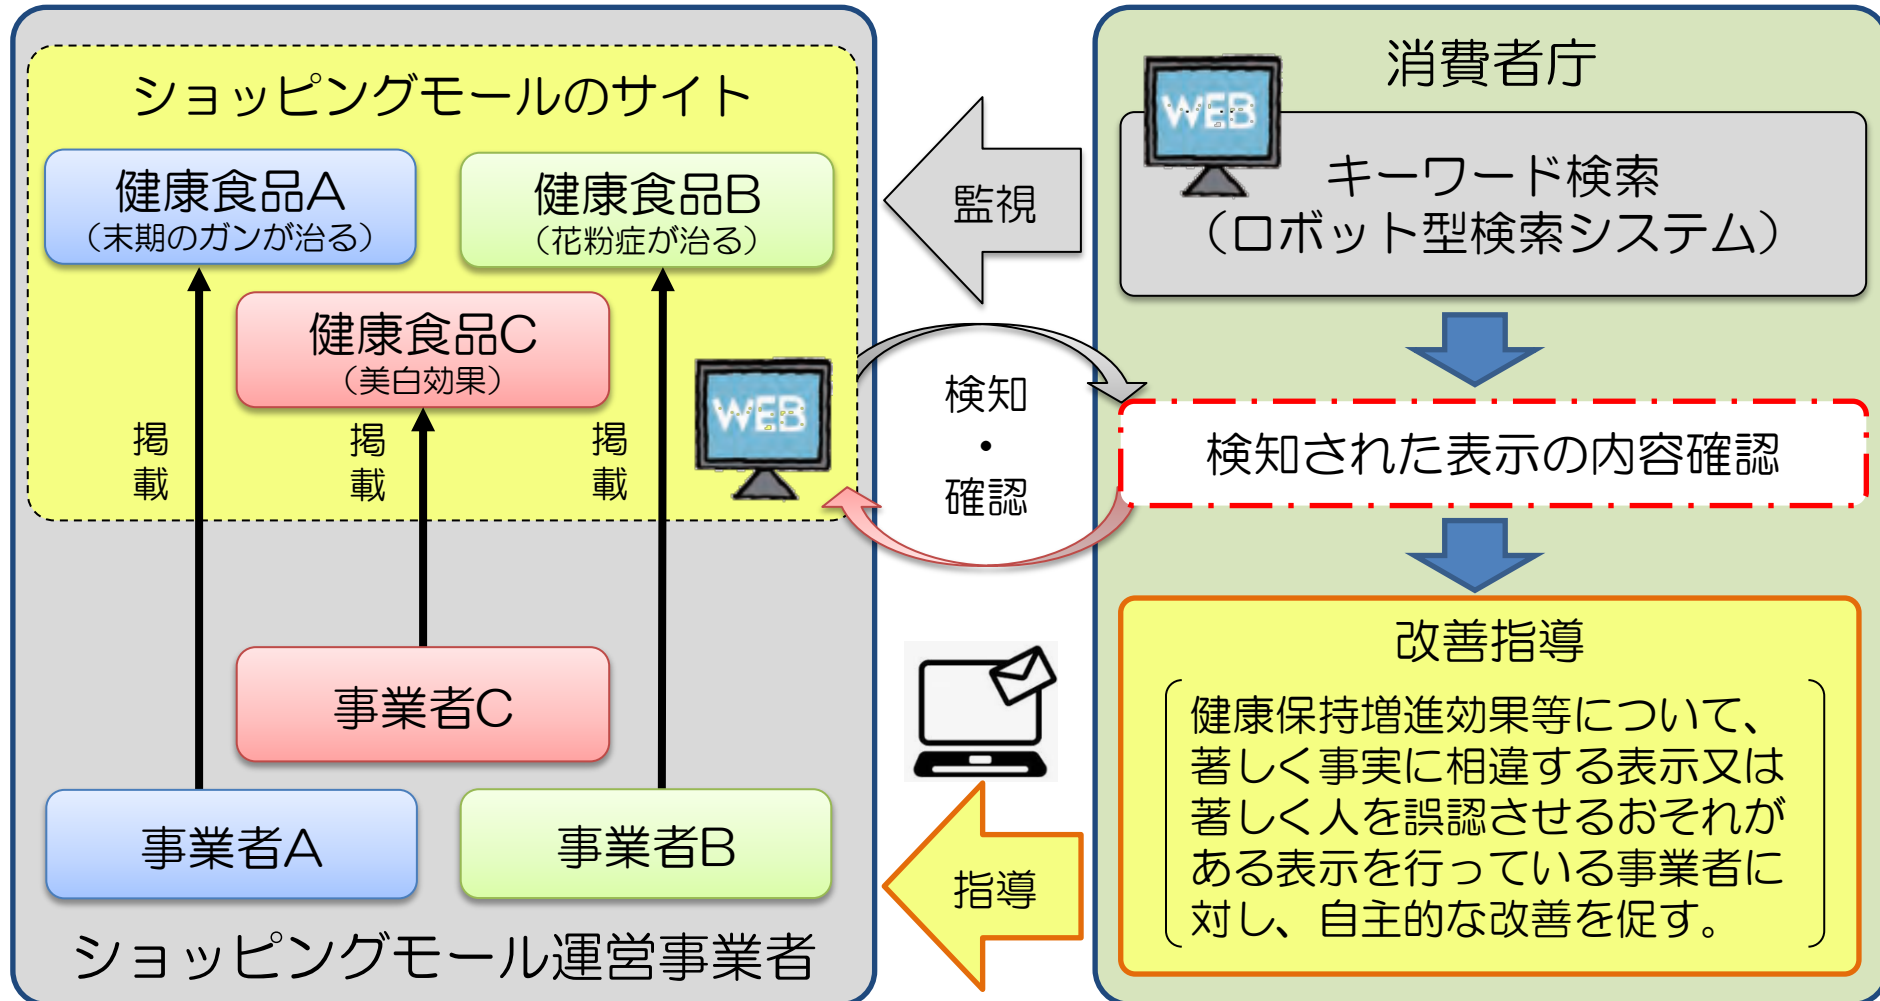 ショッピングモールのサイト
健康食品A
（末期のガンが治る）
健康食品B
（花粉症が治る）
健康食品C
（美白効果）
WEB
掲載
掲載
掲載
事業者C
事業者A
事業者B
ショッピングモール運営事業者
監視
検知
・
確認
指導
消費者庁
WEB
キーワード検索
（ロボット型検索システム）
検知された表示の内容確認
改善指導
健康保持増進効果等について、
著しく事実に相違する表示又は
著しく人を誤認させるおそれが
ある表示を行っている事業者に
対し、自主的な改善を促す。